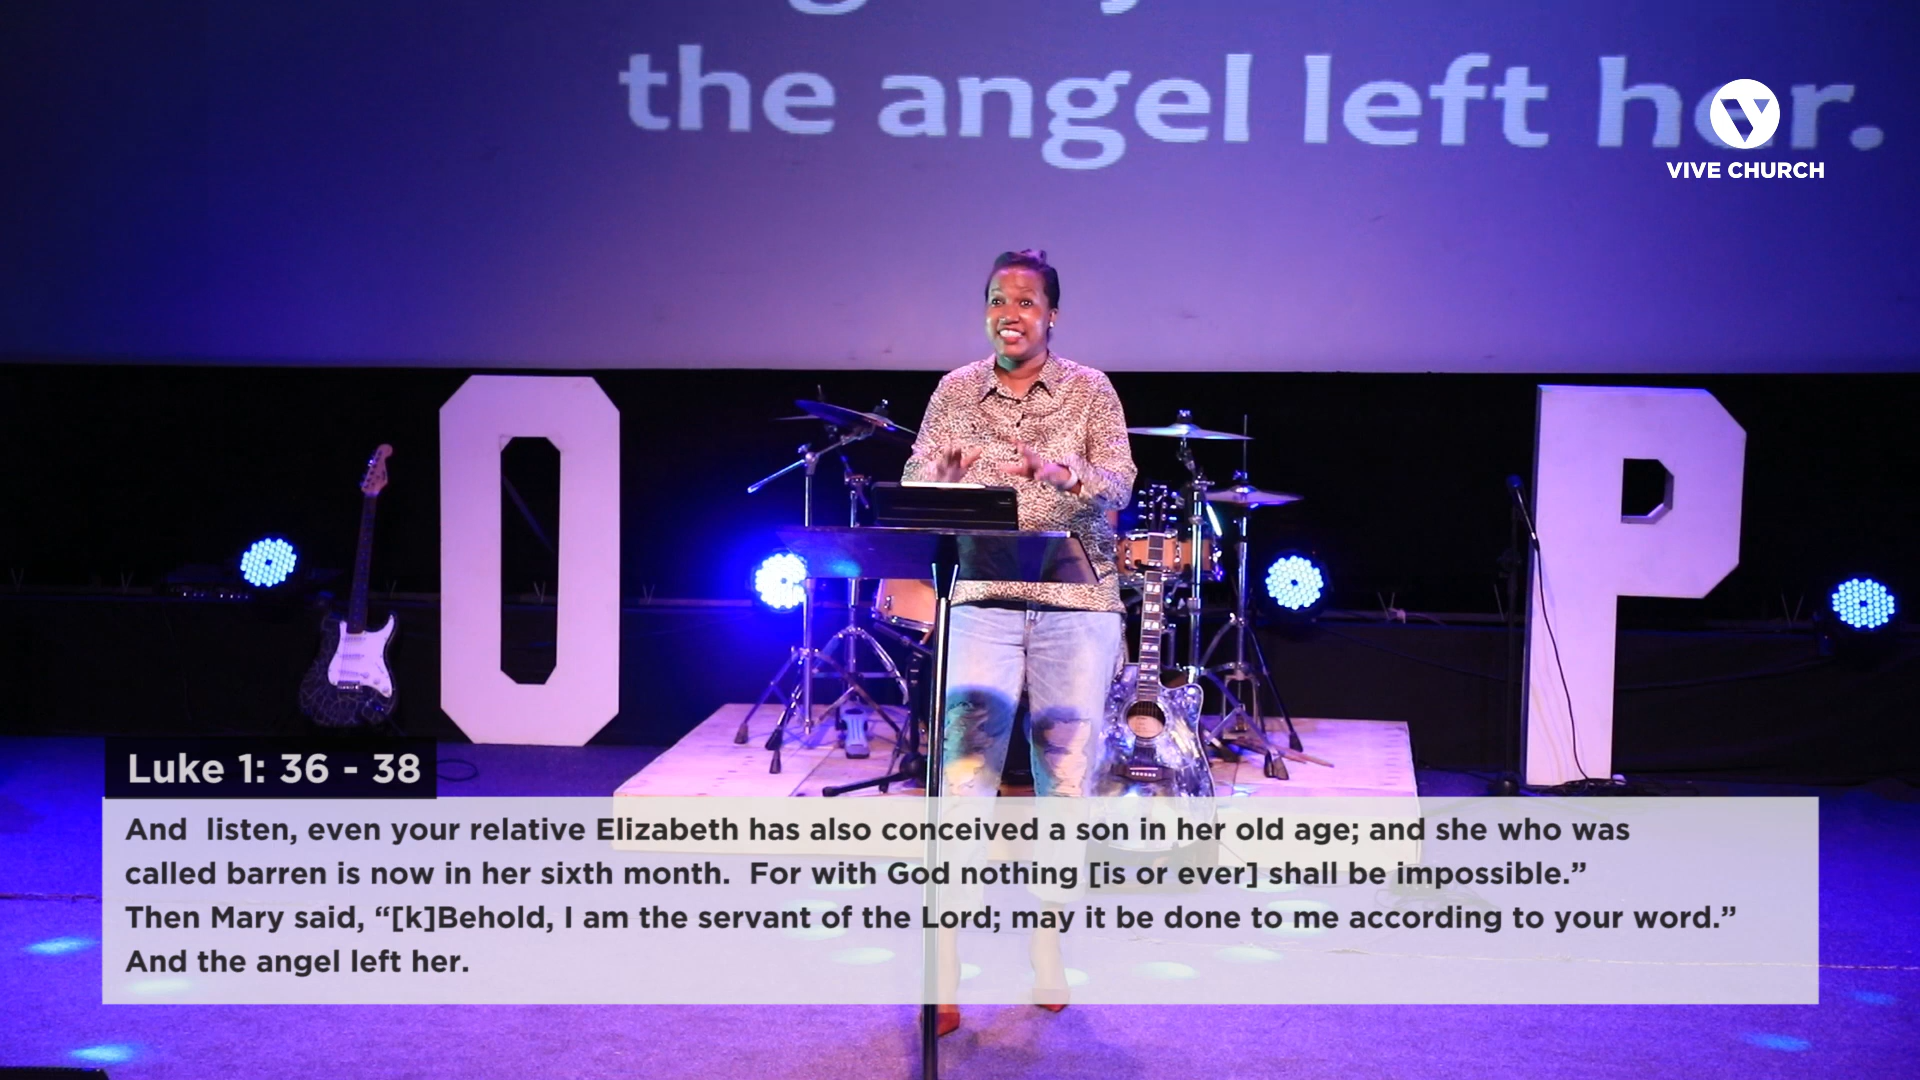 the angel left her.
VIVE CHURCH
O P
Luke 1: 36 - 38
And listen, even your relative Elizabeth has also conceived a son in her old age; and she who was
called barren is now in her sixth month. For with God nothing [is or ever] shall be impossible.”
Then Mary said, “[k]Behold, I am the servant of the Lord; may it be done to me according to your word.”
And the angel left her.